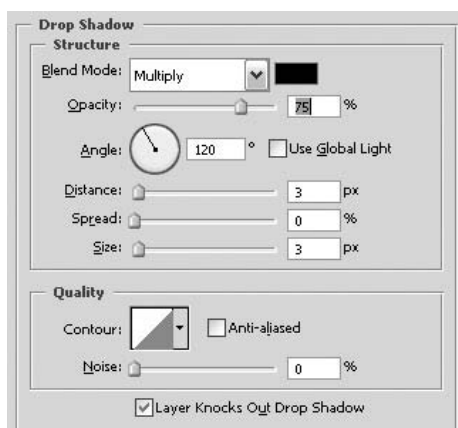 Drop Shadow
Structure
Blend Mode: Multiply
Opacity: 75 %
Angle: 120 ° Use Global Light
Distance: 3 px
Spread: 0 %
Size: 3 px
Quality
Contour: Anti-aliased
Noise: 0 %
Layer Knocks Out Drop Shadow